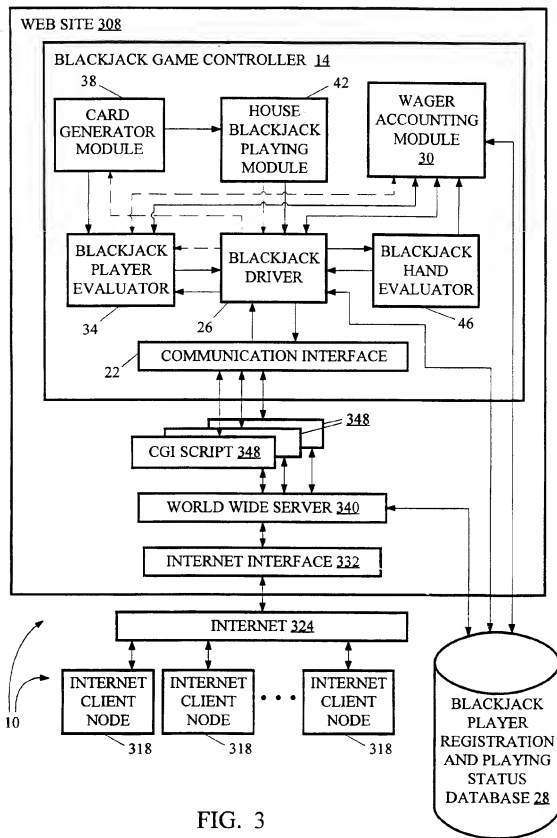 WEB SITE 308
BLACKJACK GAME CONTROLLER 14
38
42
CARD
GENERATOR
MODULE
HOUSE
BLACKJACK
PLAYING
MODULE
WAGER
ACCOUNTING
MODULE
30
BLACKJACK
PLAYER
EVALUATOR
BLACKJACK
DRIVER
BLACKJACK
HAND
EVALUATOR
34
26
46
22
COMMUNICATION INTERFACE
348
CGI SCRIPT 348
WORLD WIDE SERVER 340
INTERNET INTERFACE 332
INTERNET 324
10
INTERNET
CLIENT
NODE
INTERNET
CLIENT
NODE
• • •
INTERNET
CLIENT
NODE
318
318
318
BLACKJACK
PLAYER
REGISTRATION
AND PLAYING
STATUS
DATABASE 28
FIG. 3